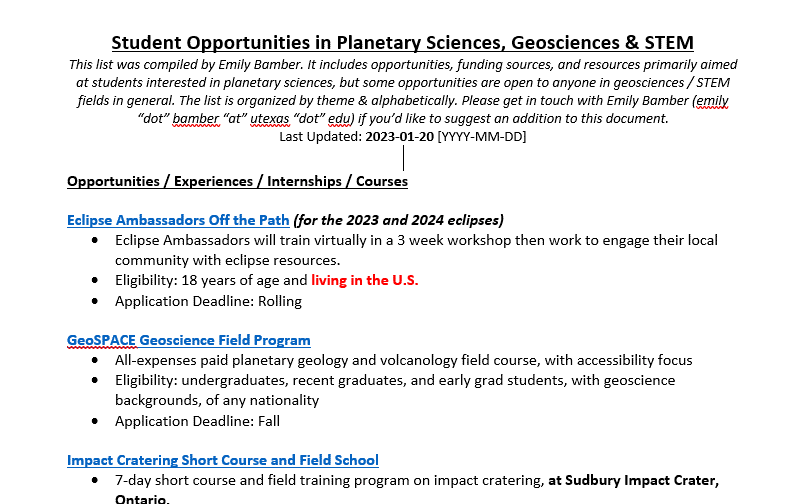 Student Opportunities in Planetary Sciences, Geosciences & STEM
This list was compiled by Emily Bamber. It includes opportunities, funding sources, and resources primarily aimed
at students interested in planetary sciences, but some opportunities are open to anyone in geosciences / STEM
fields in general. The list is organized by theme & alphabetically. Please get in touch with Emily Bamber (emily
“dot” bamber “at” utexas “dot” edu) if you’d like to suggest an addition to this document.
Last Updated: 2023-01-20 [YYYY-MM-DD]
Opportunities / Experiences / Internships / Courses
Eclipse Ambassadors Off the Path (for the 2023 and 2024 eclipses)
• Eclipse Ambassadors will train virtually in a 3 week workshop then work to engage their local
community with eclipse resources.
• Eligibility: 18 years of age and living in the U.S.
• Application Deadline: Rolling
GeoSPACE Geoscience Field Program
• All-expenses paid planetary geology and volcanology field course, with accessibility focus
• Eligibility: undergraduates, recent graduates, and early grad students, with geoscience
backgrounds, of any nationality
• Application Deadline: Fall
Impact Cratering Short Course and Field School
• 7-day short course and field training program on impact cratering, at Sudbury Impact Crater,
Ontario.